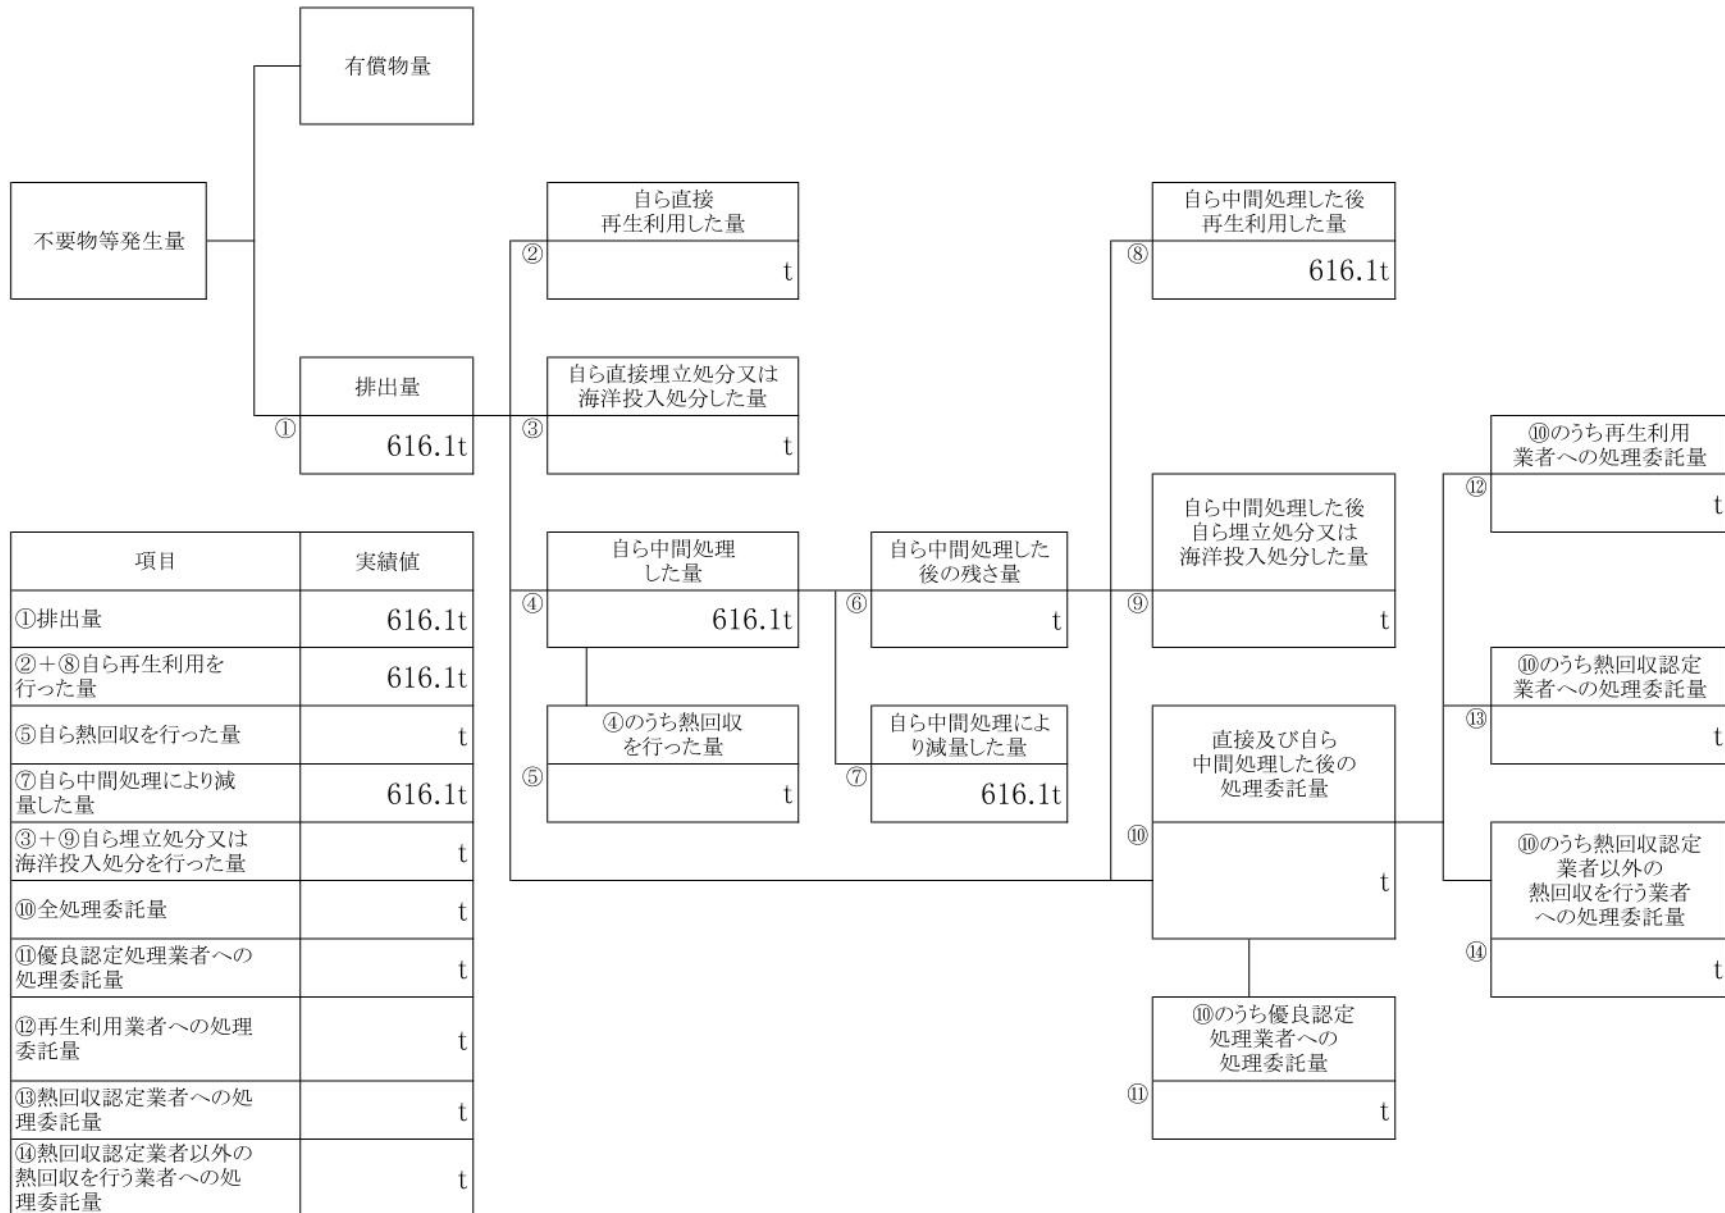 有償物量
不要物等発生量
自ら直接
再生利用した量
②
t
自ら中間処理した後
再生利用した量
⑧
616.1t
排出量
①
616.1t
自ら直接埋立処分又は
海洋投入処分した量
③
t
⑩のうち再生利用
業者への処理委託量
⑫
t
自ら中間処理
した量
④
616.1t
自ら中間処理した
後の残さ量
⑥
t
自ら中間処理した後
自ら埋立処分又は
海洋投入処分した量
⑨
t
⑩のうち熱回収認定
業者への処理委託量
⑬
t
④のうち熱回収
を行った量
⑤
t
自ら中間処理によ
り減量した量
⑦
616.1t
直接及び自ら
中間処理した後の
処理委託量
⑩
t
⑩のうち熱回収認定
業者以外の
熱回収を行う業者
への処理委託量
⑭
t
⑩のうち優良認定
処理業者への
処理委託量
⑪
t
項目 実績値
①排出量 616.1t
②+⑧自ら再生利用を
行った量 616.1t
⑤自ら熱回収を行った量 t
⑦自ら中間処理により減
量した量 616.1t
③+⑨自ら埋立処分又は
海洋投入処分を行った量 t
⑩全処理委託量 t
⑪優良認定処理業者への
処理委託量 t
⑫再生利用業者への処理
委託量 t
⑬熱回収認定業者への処
理委託量 t
⑭熱回収認定業者以外の
熱回収を行う業者への処
理委託量 t